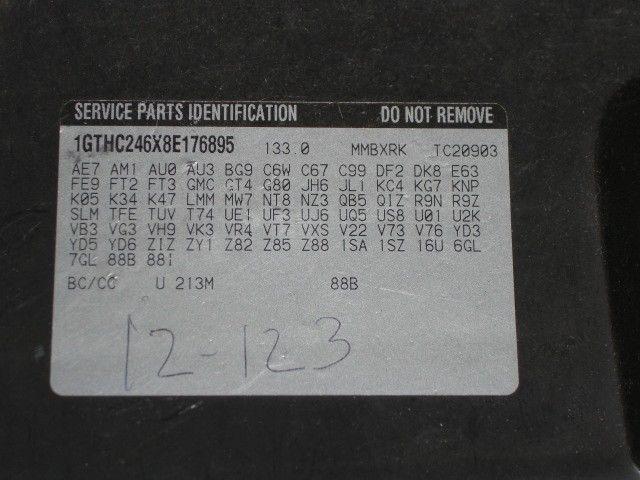 SERVICE PARTS IDENTIFICATION DO NOT REMOVE
1GTHC246X8E176895 133 0 MMBXRK TC20903
AE7 AM1 AU0 AU3 BG9 C6W C67 C99 DF2 DK8 E63
FE9 FT2 FT3 GMC GT4 G80 JH6 JL1 KC4 KG7 KNP
K05 K34 K47 LMM MW7 NT8 NZ3 QB5 QIZ R9N R9Z
SLM TFE TUV T74 UE1 UF3 UJ6 UQ5 US8 U01 U2K
VB3 VG3 VH9 VK3 VR4 VT7 VXS V22 V73 V76 YD3
YD5 YD6 ZIZ ZY1 Z82 Z85 Z88 1SA 1SZ 16U 6GL
7GL 88B 88I
BC/CC U 213M 88B
12-123